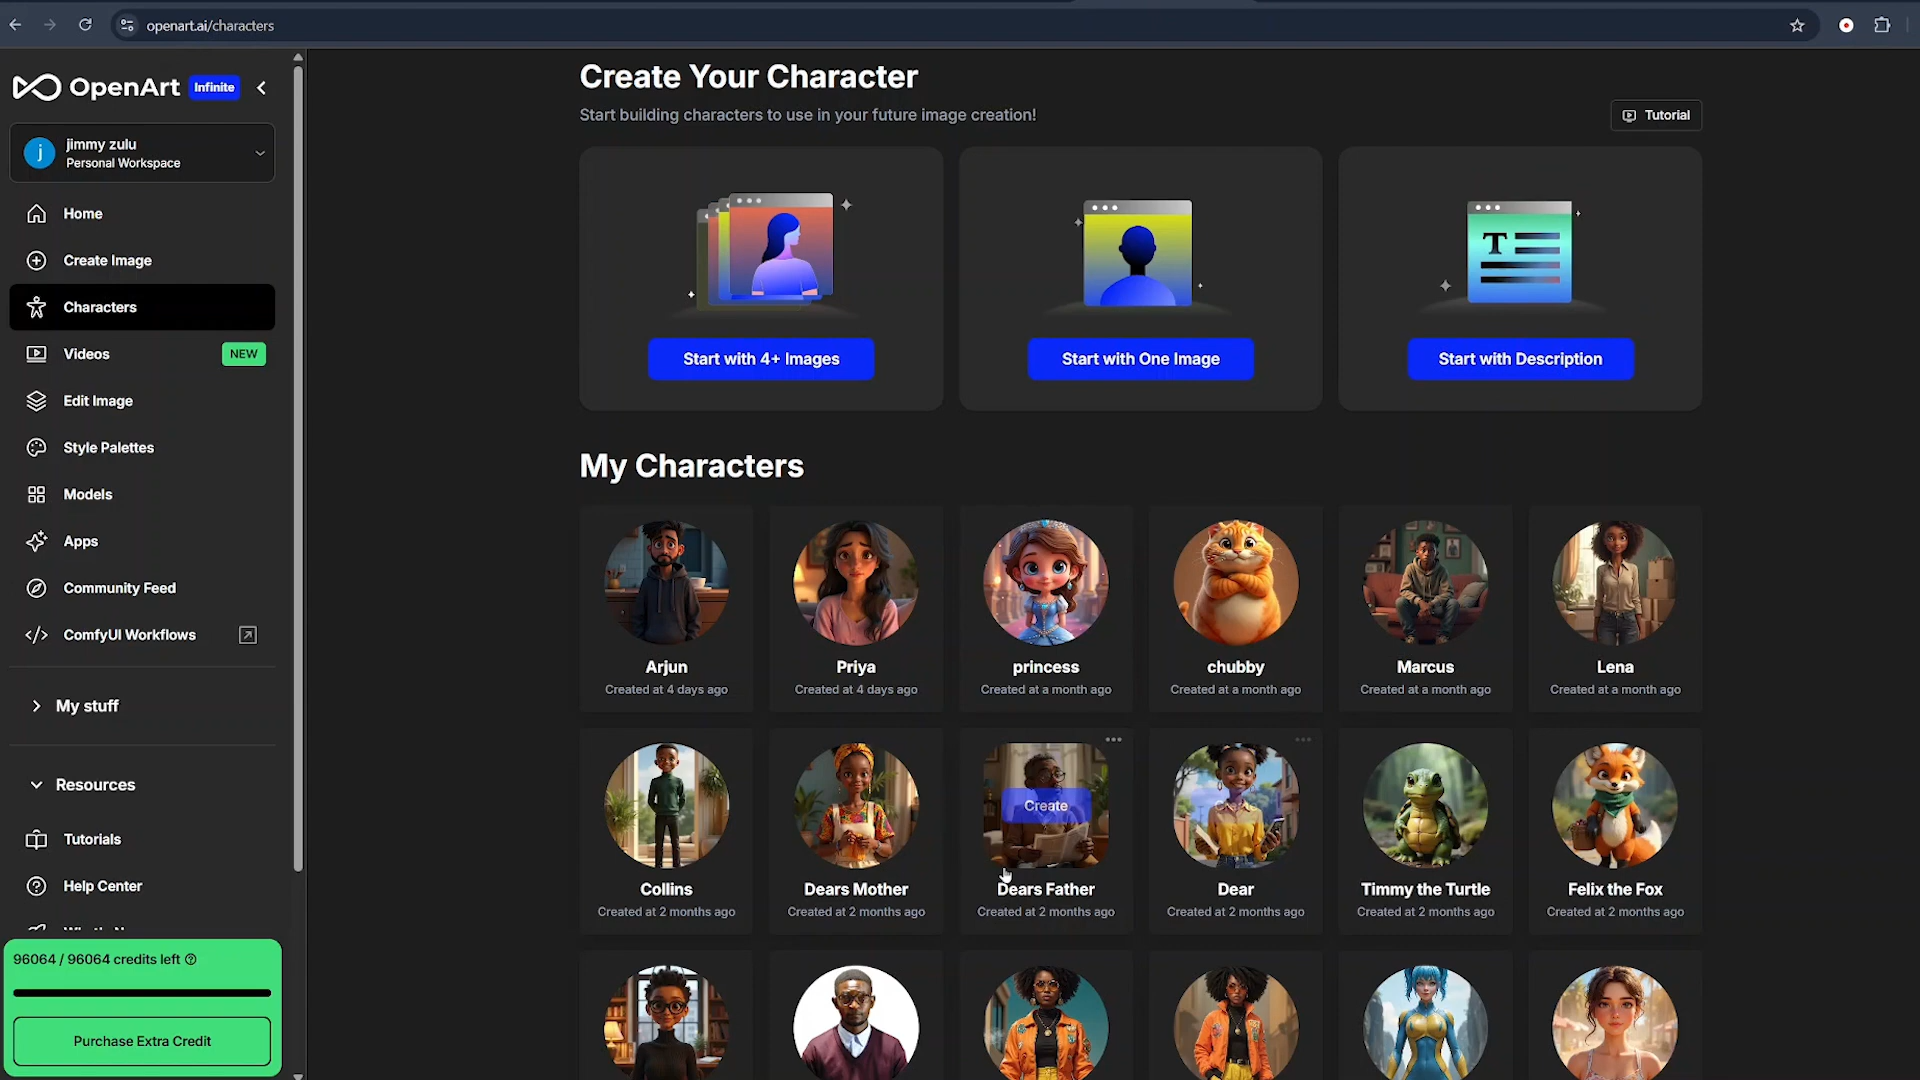 openart.ai/characters
OpenArt Infinite
j
jimmy zulu
Personal Workspace
Home
Create Image
Characters
Videos NEW
Edit Image
Style Palettes
Models
Apps
Community Feed
ComfyUI Workflows
My stuff
Resources
Tutorials
Help Center
96064 / 96064 credits left
Purchase Extra Credit
Create Your Character
Start building characters to use in your future image creation!
Tutorial
T
Start with 4+ Images
Start with One Image
Start with Description
My Characters
Arjun
Created at 4 days ago
Priya
Created at 4 days ago
princess
Created at a month ago
chubby
Created at a month ago
Marcus
Created at a month ago
Lena
Created at a month ago
Collins
Created at 2 months ago
Dears Mother
Created at 2 months ago
Create
Dears Father
Created at 2 months ago
Create
Dear
Created at 2 months ago
Timmy the Turtle
Created at 2 months ago
Felix the Fox
Created at 2 months ago